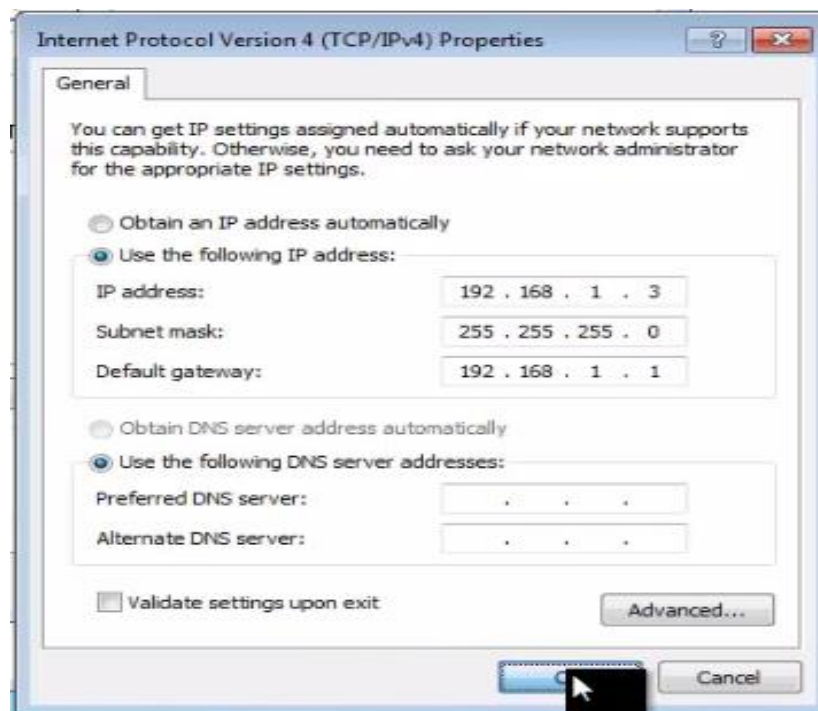 Internet Protocol Version 4 (TCP/IPv4) Properties
General
You can get IP settings assigned automatically if your network supports
this capability. Otherwise, you need to ask your network administrator
for the appropriate IP settings.
Obtain an IP address automatically
Use the following IP address:
IP address: 192 . 168 . 1 . 3
Subnet mask: 255 . 255 . 255 . 0
Default gateway: 192 . 168 . 1 . 1
Obtain DNS server address automatically
Use the following DNS server addresses:
Preferred DNS server: . . .
Alternate DNS server: . . .
Validate settings upon exit
Advanced...
Cancel